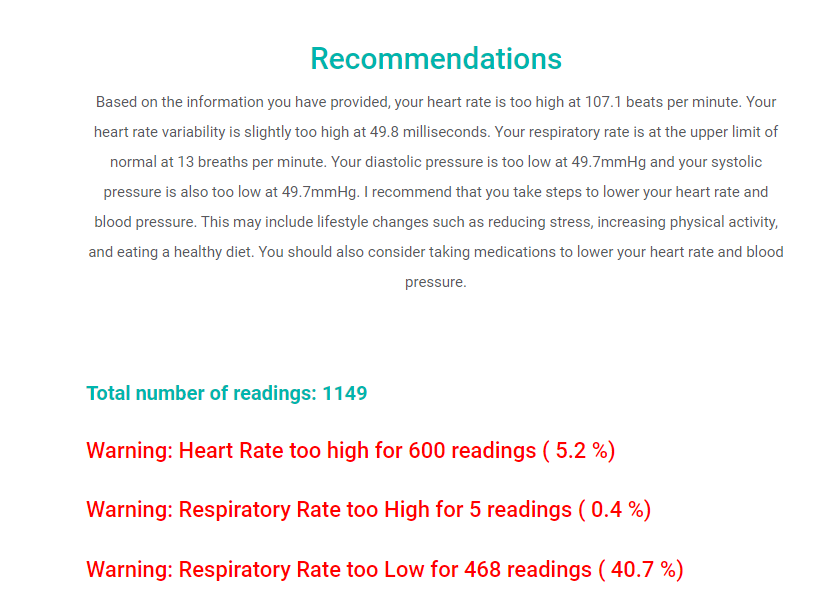 Recommendations
Based on the information you have provided, your heart rate is too high at 107.1 beats per minute. Your
heart rate variability is slightly too high at 49.8 milliseconds. Your respiratory rate is at the upper limit of
normal at 13 breaths per minute. Your diastolic pressure is too low at 49.7mmHg and your systolic
pressure is also too low at 49.7mmHg. I recommend that you take steps to lower your heart rate and
blood pressure. This may include lifestyle changes such as reducing stress, increasing physical activity,
and eating a healthy diet. You should also consider taking medications to lower your heart rate and blood
pressure.
Total number of readings: 1149
Warning: Heart Rate too high for 600 readings ( 5.2 %)
Warning: Respiratory Rate too High for 5 readings ( 0.4 %)
Warning: Respiratory Rate too Low for 468 readings ( 40.7 %)